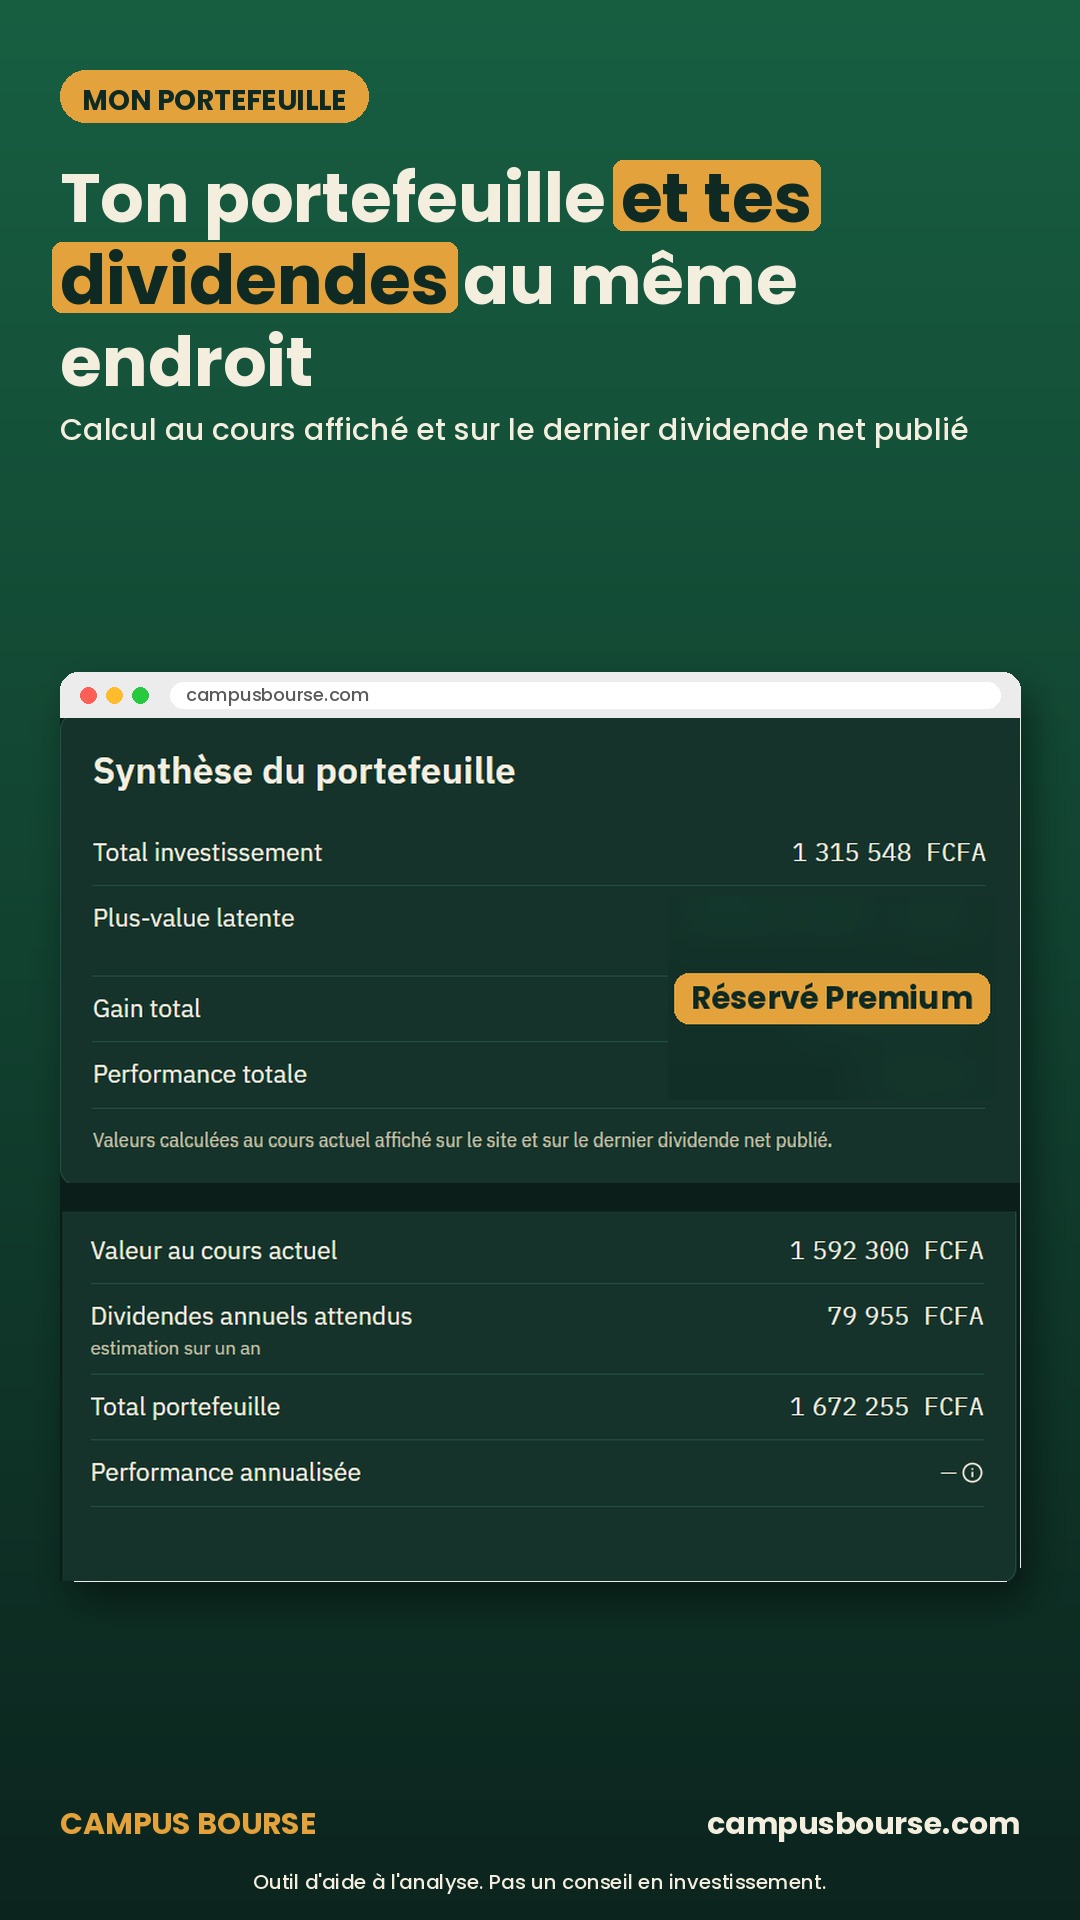 MON PORTEFEUILLE
Ton portefeuille et tes
dividendes au même
endroit
Calcul au cours affiché et sur le dernier dividende net publié
campusbourse.com
Synthèse du portefeuille
Total investissement 1 315 548 FCFA
Plus-value latente
Réservé Premium
Gain total
Performance totale
Valeurs calculées au cours actuel affiché sur le site et sur le dernier dividende net publié.
Valeur au cours actuel 1 592 300 FCFA
Dividendes annuels attendus 79 955 FCFA
estimation sur un an
Total portefeuille 1 672 255 FCFA
Performance annualisée –
CAMPUS BOURSE campusbourse.com
Outil d'aide à l'analyse. Pas un conseil en investissement.